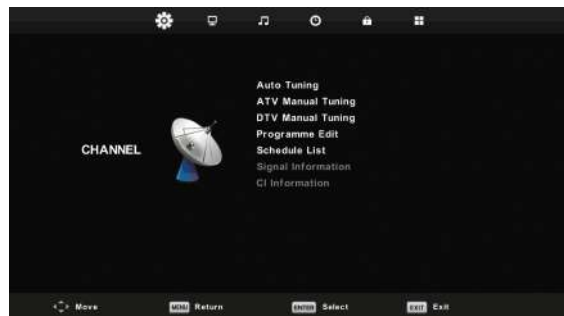 Auto Tuning
ATV Manual Tuning
DTV Manual Tuning
Programme Edit
CHANNEL
Schedule List
Signal Information
CI Information
Move MENU Return ENTER Select EXIT Exit